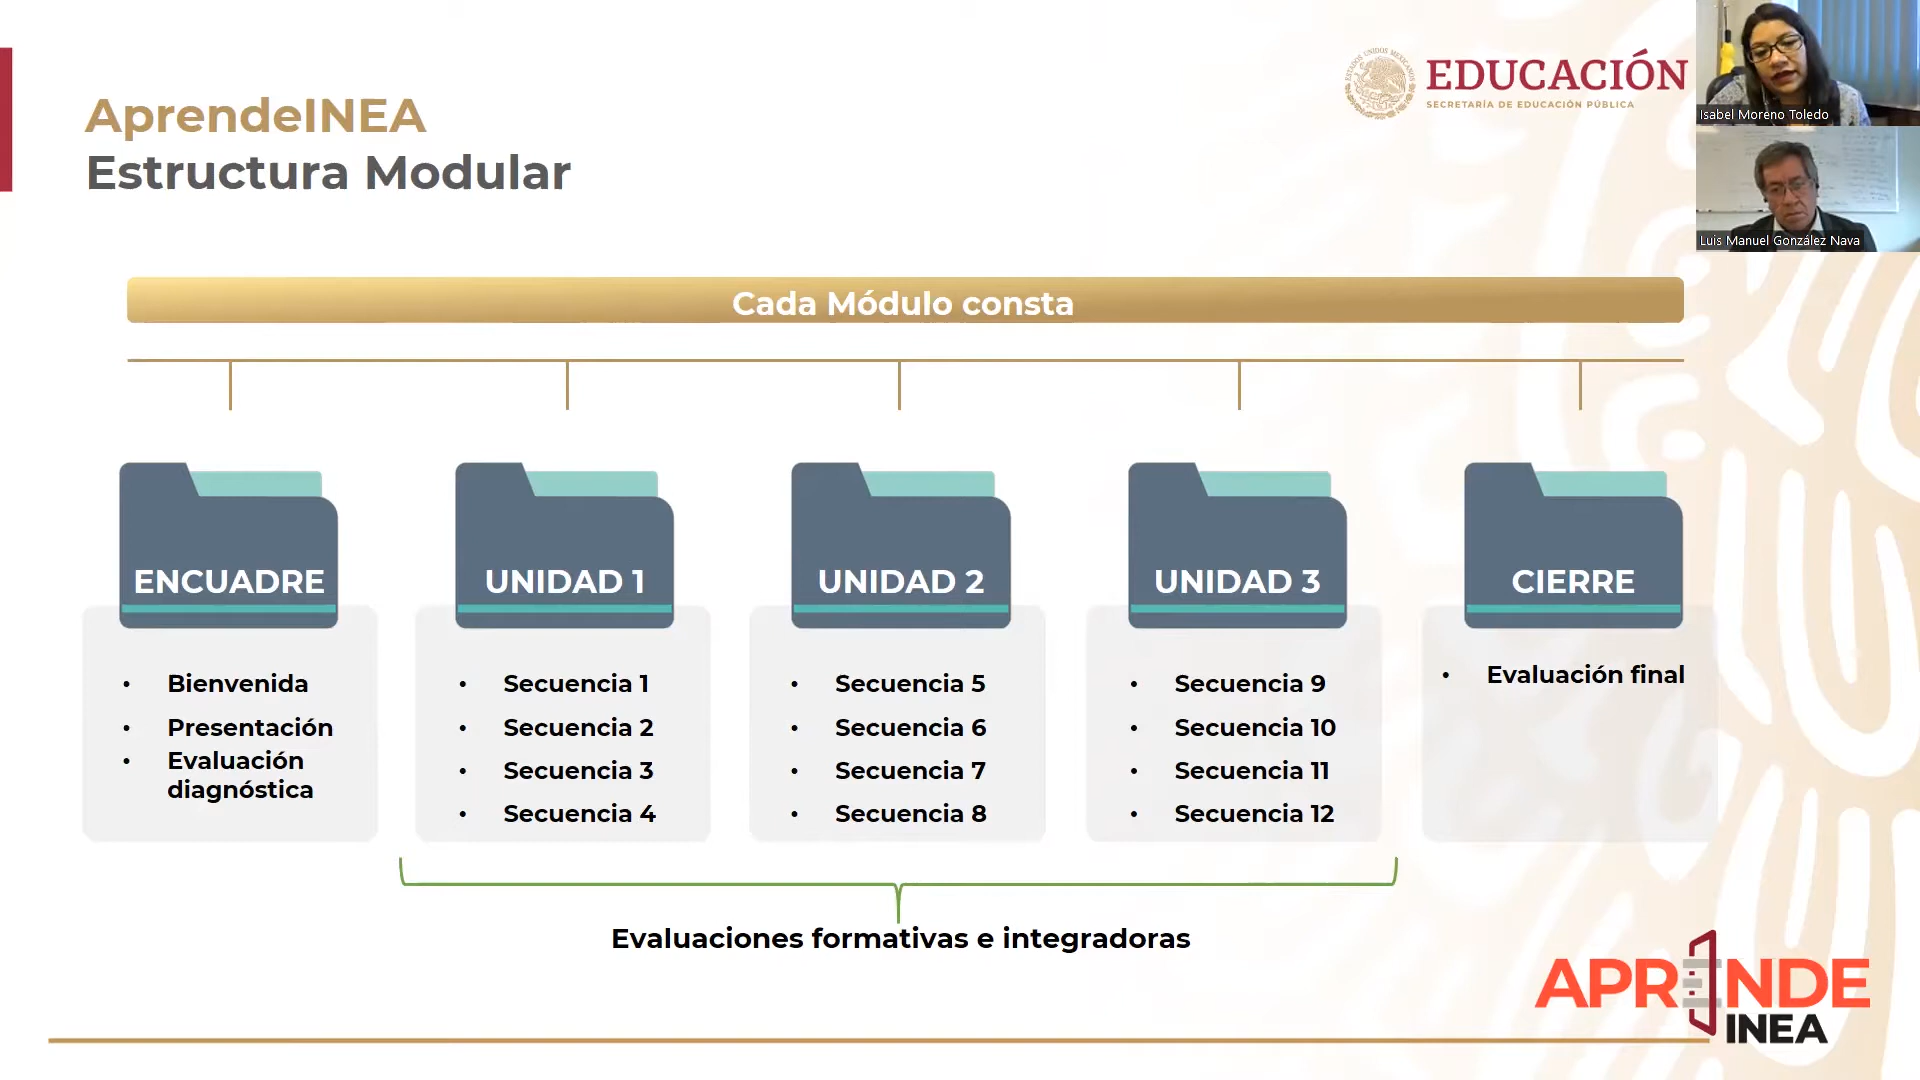 AprendeINEA
Estructura Modular
ESTADOS UNIDOS MEXICANOS
EDUCACIÓN
SECRETARÍA DE EDUCACIÓN PÚBLICA
Isabel Moreno Toledo
Luis Manuel González Nava
Cada Módulo consta
ENCUADRE
• Bienvenida
• Presentación
• Evaluación
diagnóstica
UNIDAD 1
• Secuencia 1
• Secuencia 2
• Secuencia 3
• Secuencia 4
UNIDAD 2
• Secuencia 5
• Secuencia 6
• Secuencia 7
• Secuencia 8
UNIDAD 3
• Secuencia 9
• Secuencia 10
• Secuencia 11
• Secuencia 12
CIERRE
• Evaluación final
Evaluaciones formativas e integradoras
APRENDE
INEA